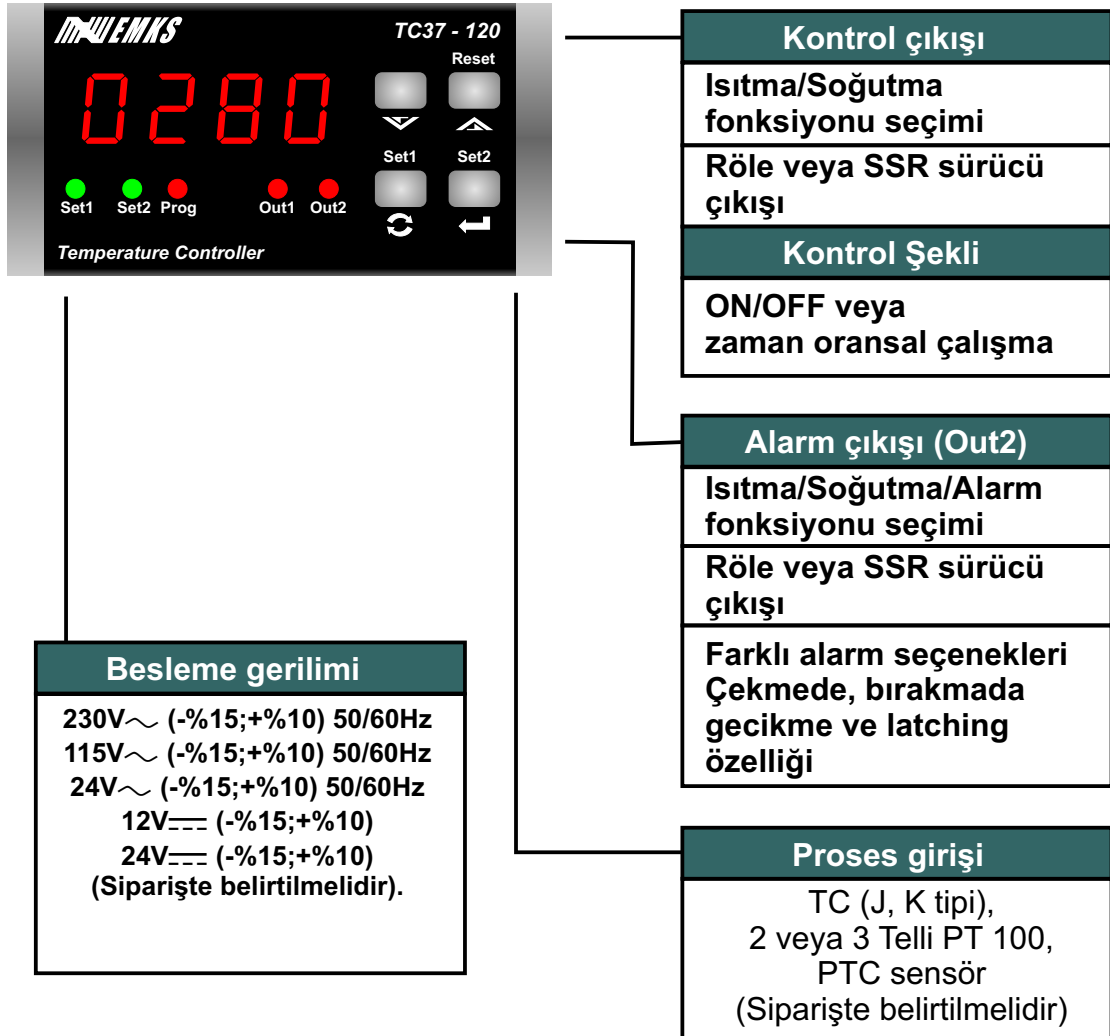 EMKS
TC37 - 120
Reset
0280
Set1
Set2
Set1
Set2
Prog
Out1
Out2
Temperature Controller
Kontrol çıkışı
Isıtma/Soğutma
fonksiyonu seçimi
Röle veya SSR sürücü
çıkışı
Kontrol Şekli
ON/OFF veya
zaman oransal çalışma
Alarm çıkışı (Out2)
Isıtma/Soğutma/Alarm
fonksiyonu seçimi
Röle veya SSR sürücü
çıkışı
Farklı alarm seçenekleri
Çekmede, bırakmada
gecikme ve latching
özelliği
Besleme gerilimi
230V~ (-%15;+%10) 50/60Hz
115V~ (-%15;+%10) 50/60Hz
24V~ (-%15;+%10) 50/60Hz
12V⎓ (-%15;+%10)
24V⎓ (-%15;+%10)
(Siparişte belirtilmelidir).
Proses girişi
TC (J, K tipi),
2 veya 3 Telli PT 100,
PTC sensör
(Siparişte belirtilmelidir)